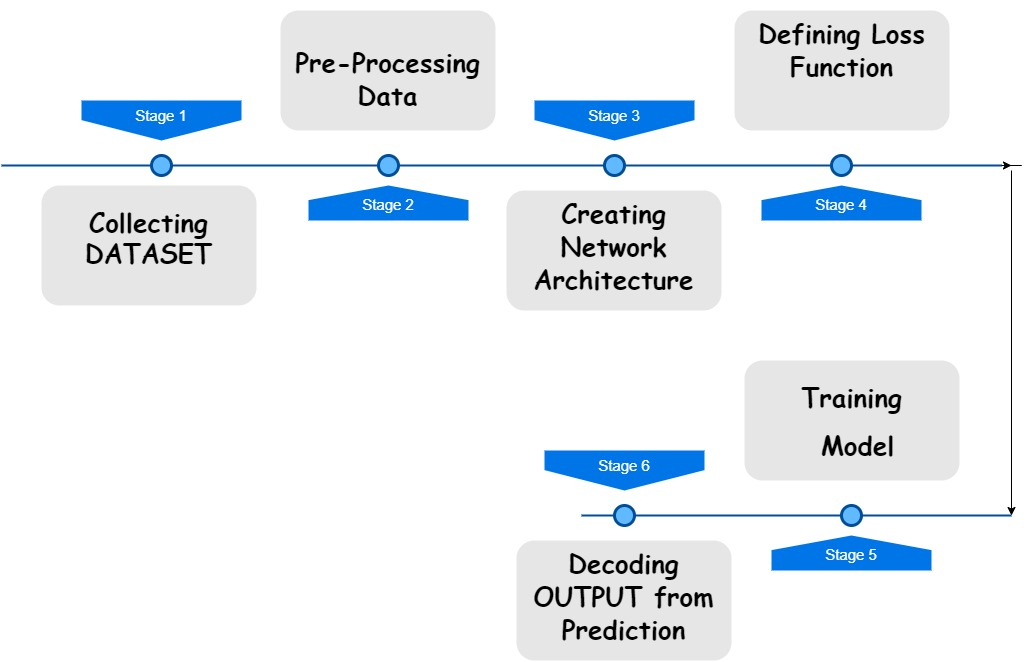 Stage 1
Collecting
DATASET
Pre-Processing
Data
Stage 2
Stage 3
Creating
Network
Architecture
Defining Loss
Function
Stage 4
Training
Model
Stage 5
Stage 6
Decoding
OUTPUT from
Prediction